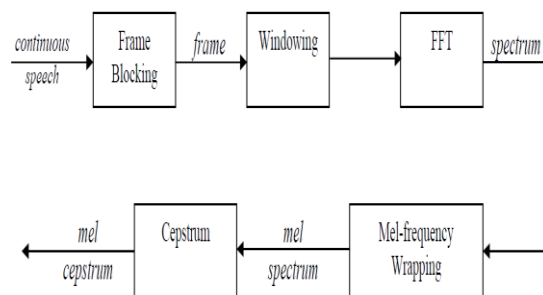 continuous
speech
Frame
Blocking
frame
Windowing
FFT
spectrum
mel
cepstrum
Cepstrum
mel
spectrum
Mel-frequency
Wrapping